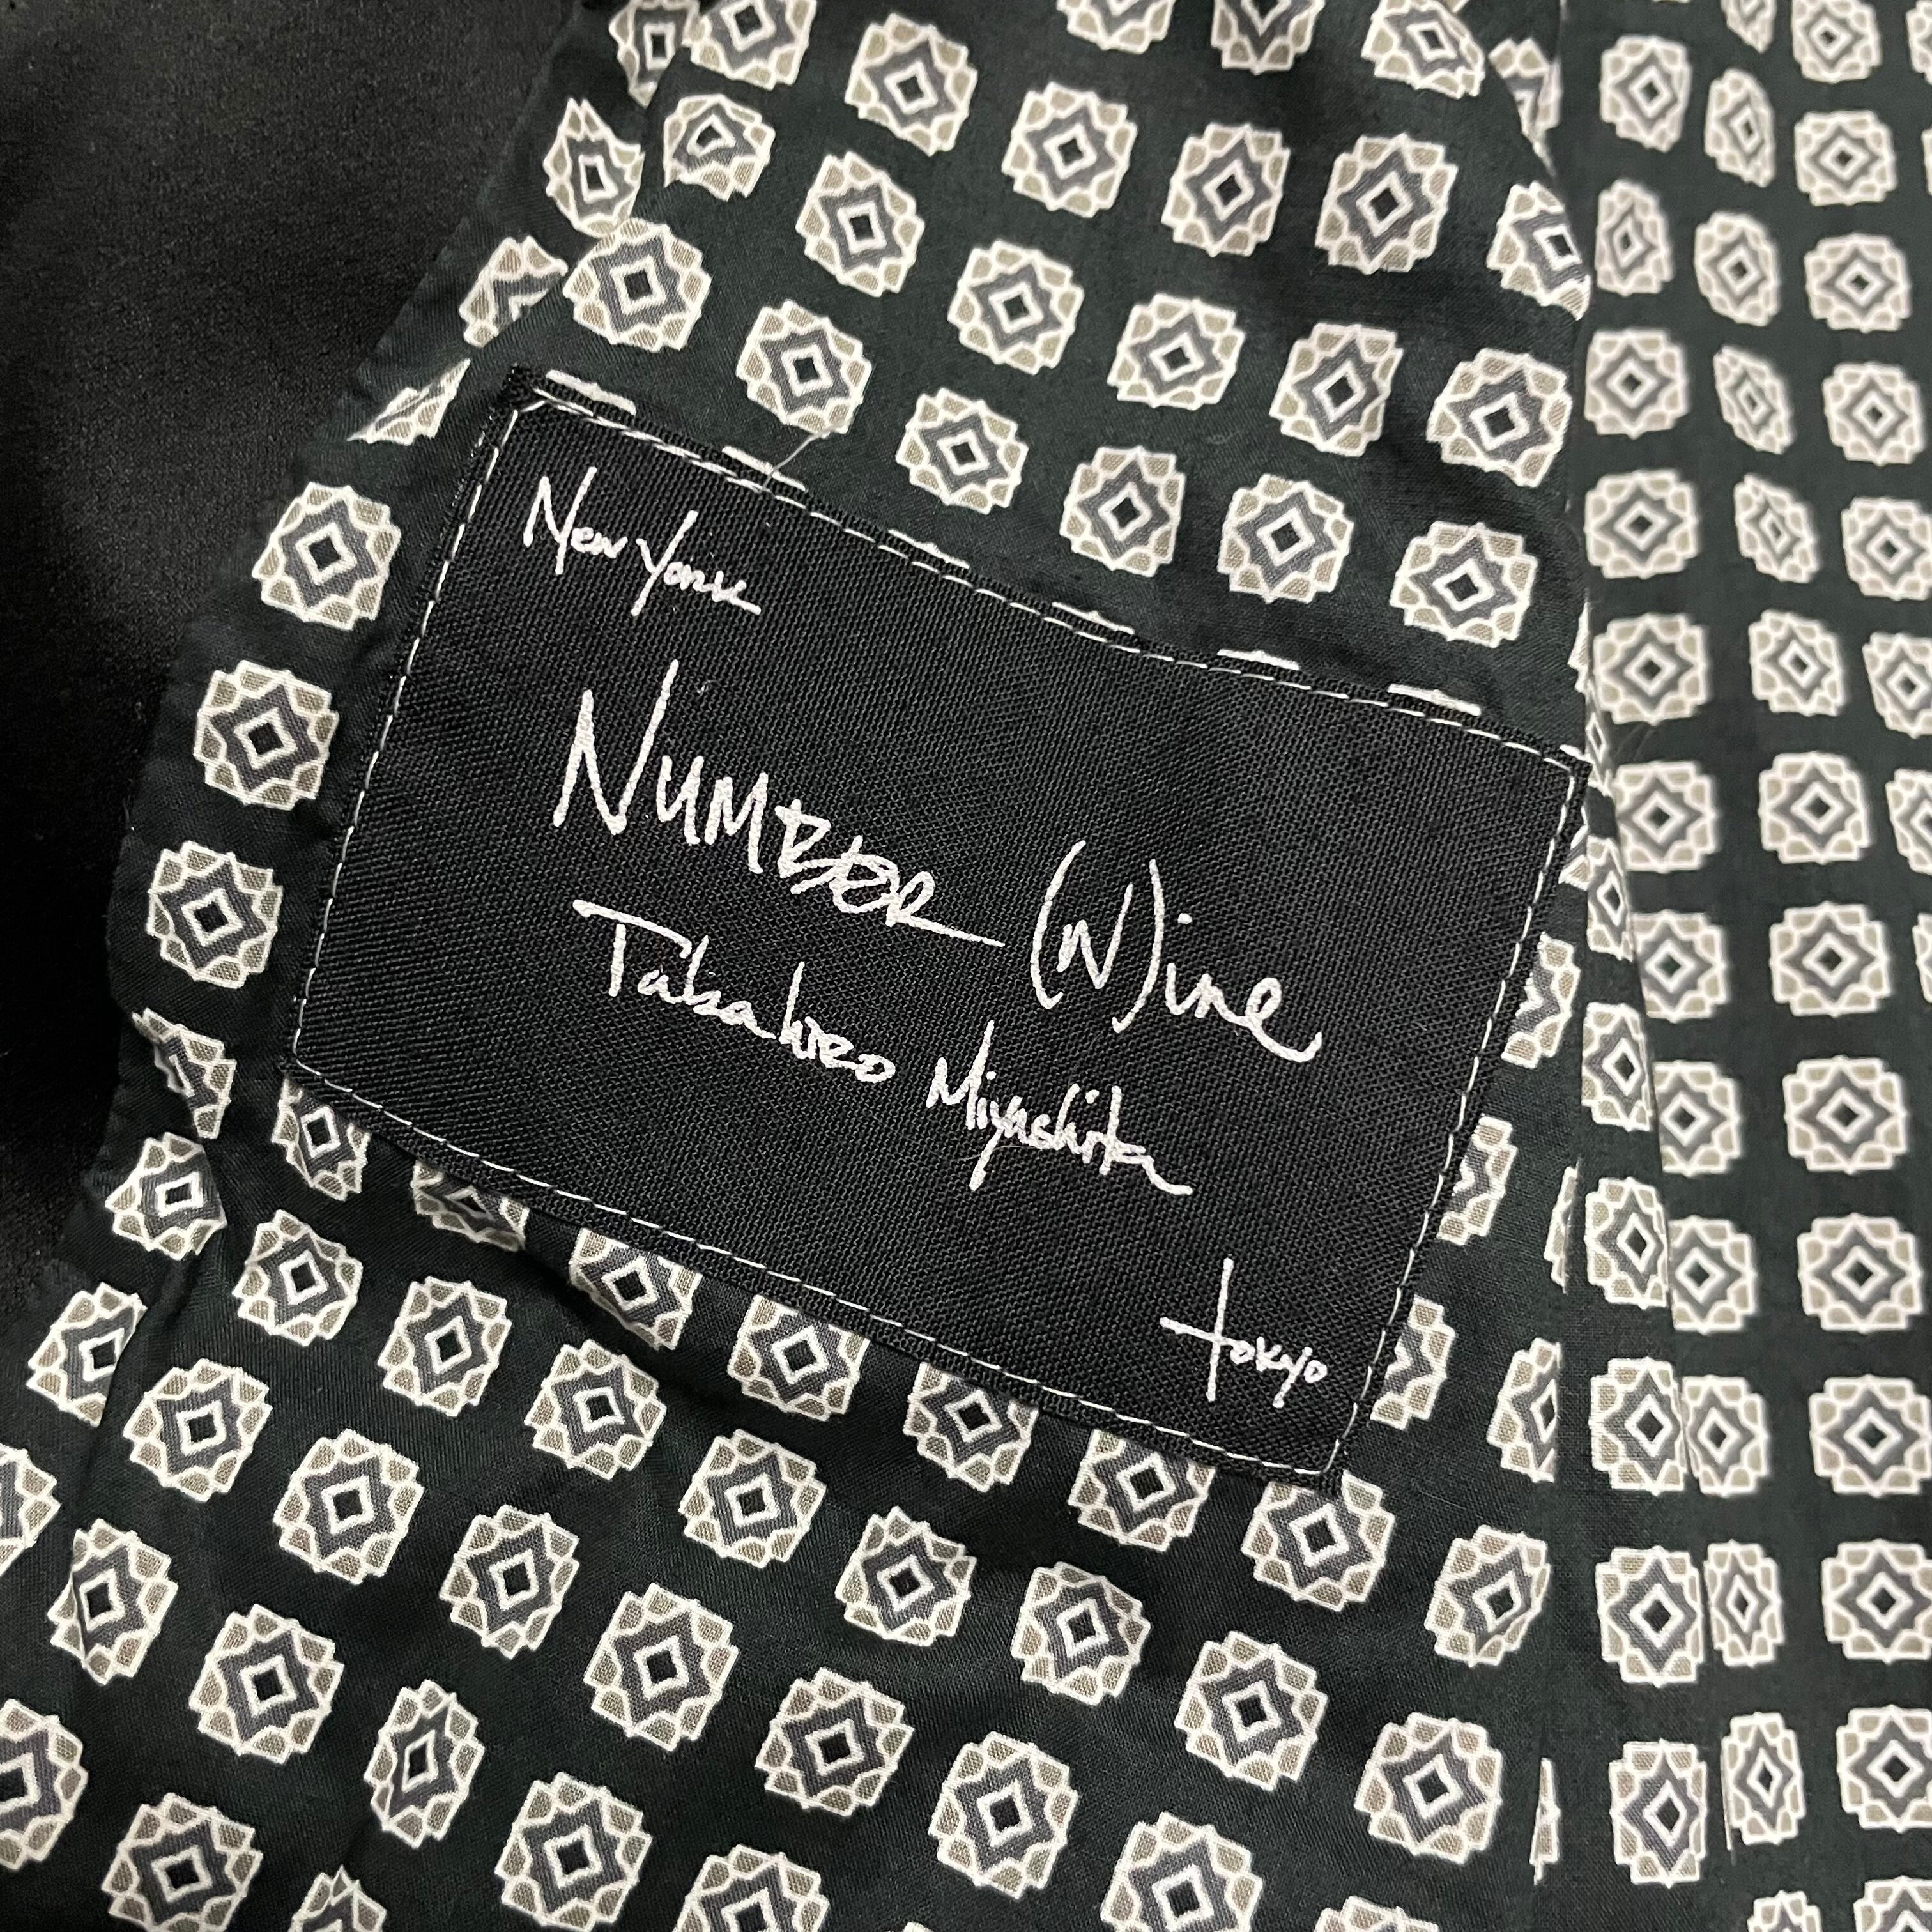 New York
NUMBER (N)ine
Takahiro Miyashita
tokyo